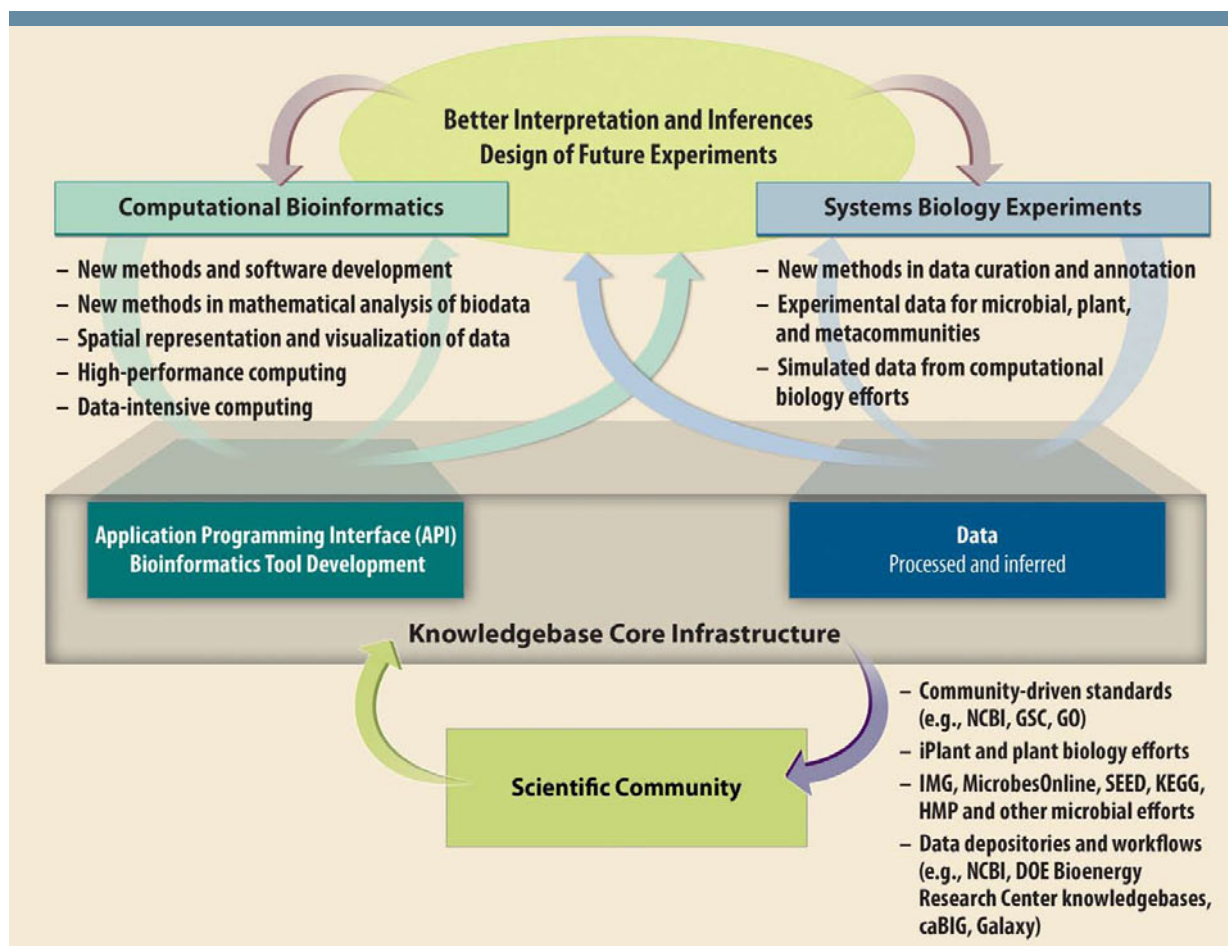 Better Interpretation and Inferences
Design of Future Experiments
Computational Bioinformatics
– New methods and software development
– New methods in mathematical analysis of biodata
– Spatial representation and visualization of data
– High-performance computing
– Data-intensive computing
Systems Biology Experiments
– New methods in data curation and annotation
– Experimental data for microbial, plant,
and metacommunities
– Simulated data from computational
biology efforts
Application Programming Interface (API)
Bioinformatics Tool Development
Data
Processed and inferred
Knowledgebase Core Infrastructure
Scientific Community
– Community-driven standards
(e.g., NCBI, GSC, GO)
– iPlant and plant biology efforts
– IMG, MicrobesOnline, SEED, KEGG,
HMP and other microbial efforts
– Data depositories and workflows
(e.g., NCBI, DOE Bioenergy
Research Center knowledgebases,
caBIG, Galaxy)